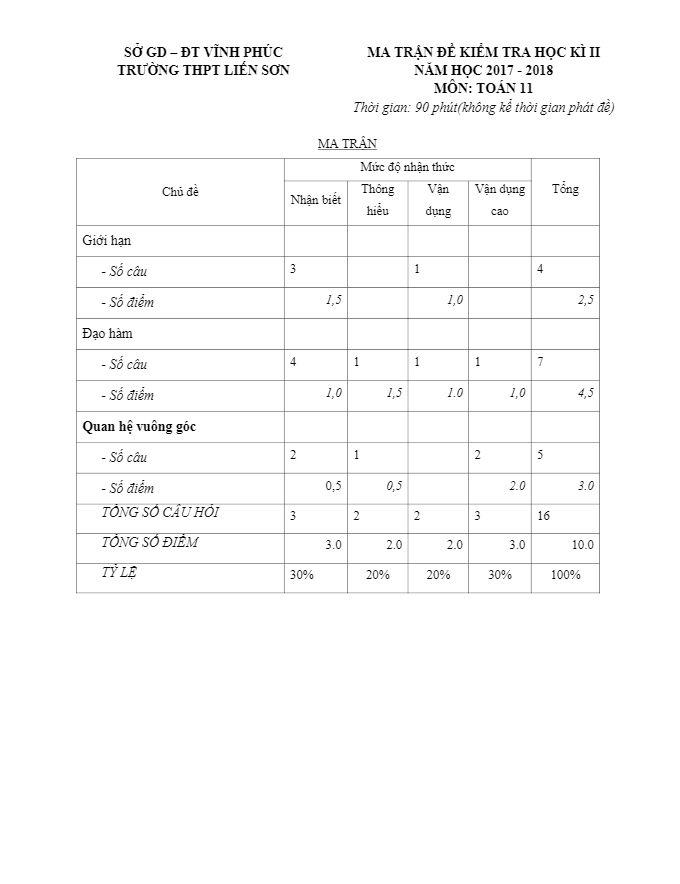 SỞ GD – ĐT VĨNH PHÚC
TRƯỜNG THPT LIỄN SƠN
MA TRẬN ĐỀ KIỂM TRA HỌC KÌ II
NĂM HỌC 2017 - 2018
MÔN: TOÁN 11
Thời gian: 90 phút(không kể thời gian phát đề)
MA TRẬN
Chủ đề
Mức độ nhận thức
Tổng
Nhận biết
Thông hiểu
Vận dụng
Vận dụng cao
Giới hạn
- Số câu 3 1 4
- Số điểm 1,5 1,0 2,5
Đạo hàm
- Số câu 4 1 1 1 7
- Số điểm 1,0 1,5 1.0 1,0 4,5
Quan hệ vuông góc
- Số câu 2 1 2 5
- Số điểm 0,5 0,5 2.0 3.0
TỔNG SỐ CÂU HỎI 3 2 2 3 16
TỔNG SỐ ĐIỂM 3.0 2.0 2.0 3.0 10.0
TỶ LỆ 30% 20% 20% 30% 100%